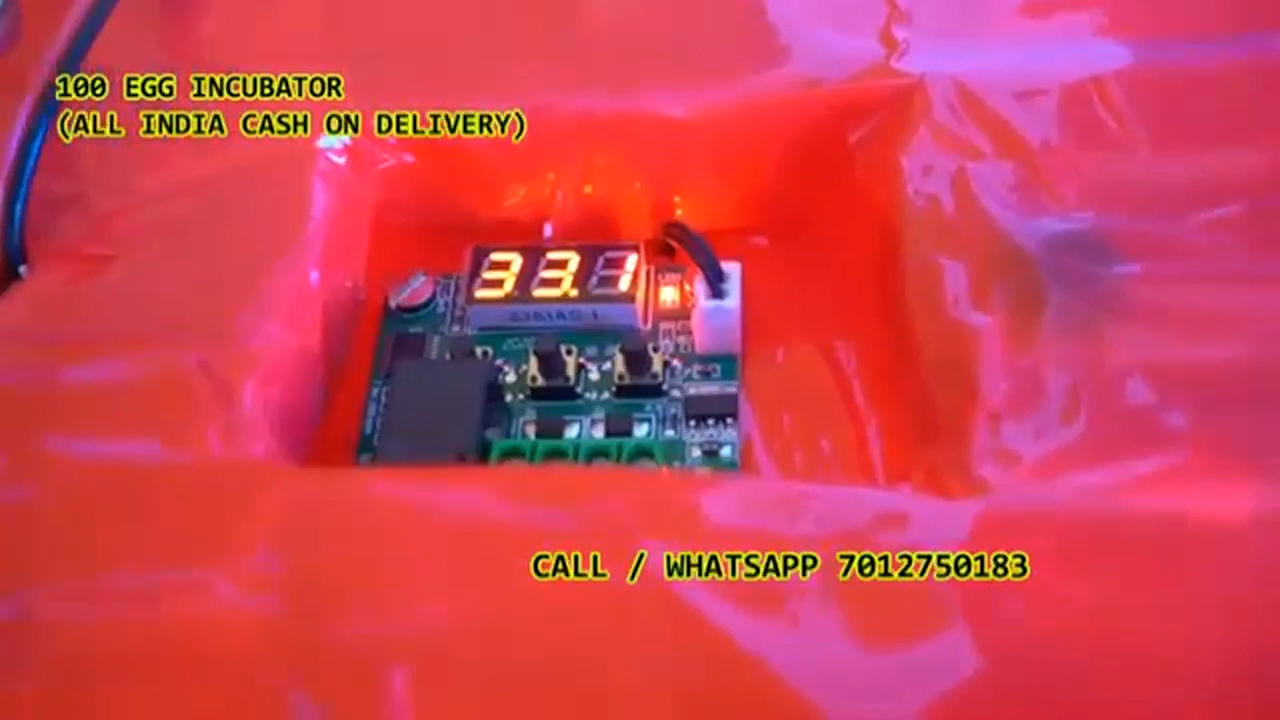 100 EGG INCUBATOR
(ALL INDIA CASH ON DELIVERY)
33.1
CALL / WHATSAPP 7012750183